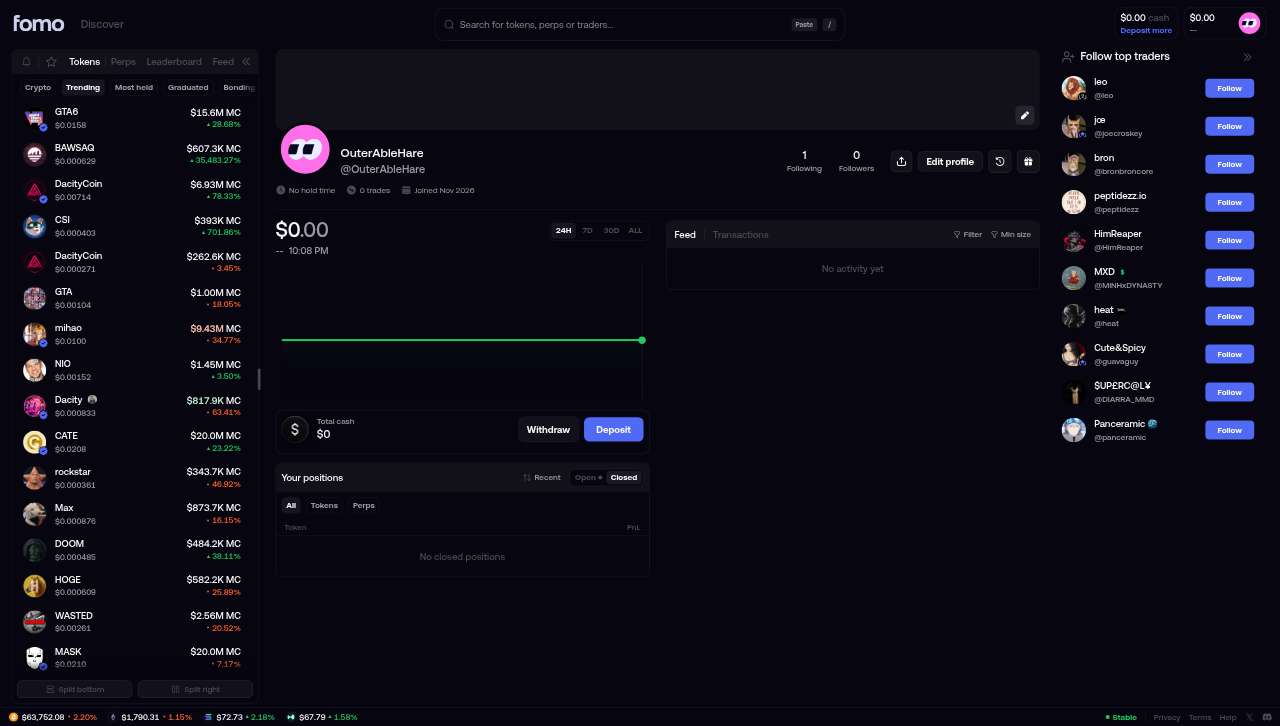 fomo Discover
Search for tokens, perps or traders... Paste /
$0.00 cash
Deposit more
$0.00
—
Tokens Perps Leaderboard Feed
Crypto Trending Most held Graduated Bonding
GTA6 $15.6M MC
$0.0158 28.68%
BAWSAQ $607.3K MC
$0.000629 35,483.27%
DacityCoin $6.93M MC
$0.00714 78.33%
CSI $393K MC
$0.000403 701.86%
DacityCoin $262.6K MC
$0.000271 3.45%
GTA $1.00M MC
$0.00104 18.05%
mihao $9.43M MC
$0.0100 34.77%
NIO $1.45M MC
$0.00152 3.50%
Dacity $817.9K MC
$0.000833 63.41%
CATE $20.0M MC
$0.0208 23.22%
rockstar $343.7K MC
$0.000361 46.92%
Max $873.7K MC
$0.000876 16.15%
DOOM $484.2K MC
$0.000485 38.11%
HOGE $582.2K MC
$0.000609 25.89%
WASTED $2.56M MC
$0.00261 20.52%
MASK $20.0M MC
$0.0210 7.17%
Split bottom Split right
OuterAbleHare
@OuterAbleHare
1 Following
0 Followers
Edit profile
No hold time 0 trades Joined Nov 2026
$0.00
24H 7D 30D ALL
-- 10:08 PM
Total cash
$0
Withdraw Deposit
Your positions Recent Open Closed
All Tokens Perps
Token PnL
No closed positions
Feed Transactions Filter Min size
No activity yet
Follow top traders
leo
@leo
Follow
joe
@joecroskey
Follow
bron
@bronbroncore
Follow
peptidezz.io
@peptidezz
Follow
HimReaper
@HimReaper
Follow
MXD
@MINHxDYNASTY
Follow
heat
@heat
Follow
Cute&Spicy
@guavaguy
Follow
$UP£RC@L¥
@DIARRA_MMD
Follow
Panceramic
@panceramic
Follow
$63,752.08 2.20% $1,790.31 1.15% $72.73 2.18% $67.79 1.58%
Stable Privacy Terms Help